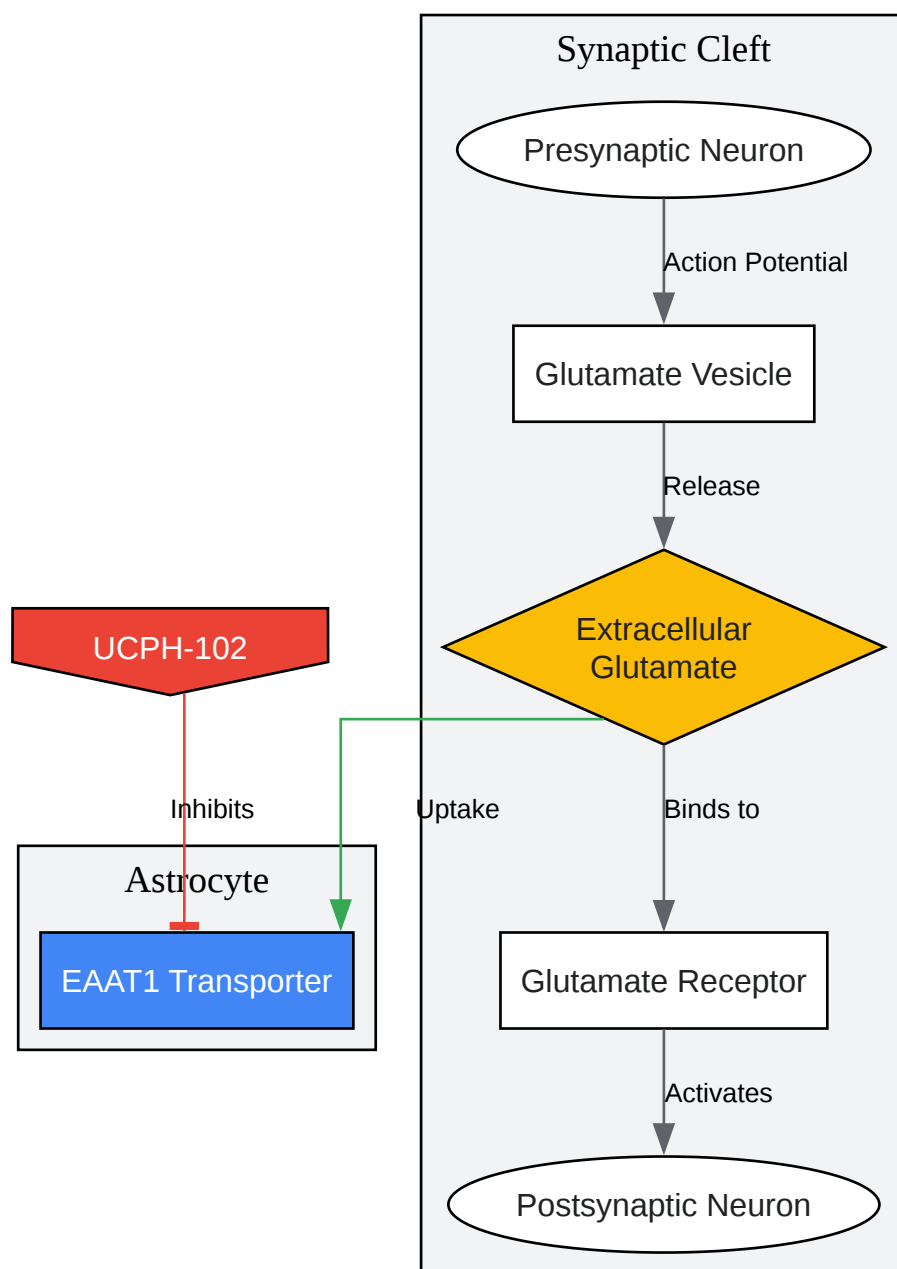 Synaptic Cleft
Presynaptic Neuron
Action Potential
Glutamate Vesicle
Release
Extracellular
Glutamate
UCPH-102
Inhibits
Uptake
Binds to
Astrocyte
EAAT1 Transporter
Glutamate Receptor
Activates
Postsynaptic Neuron